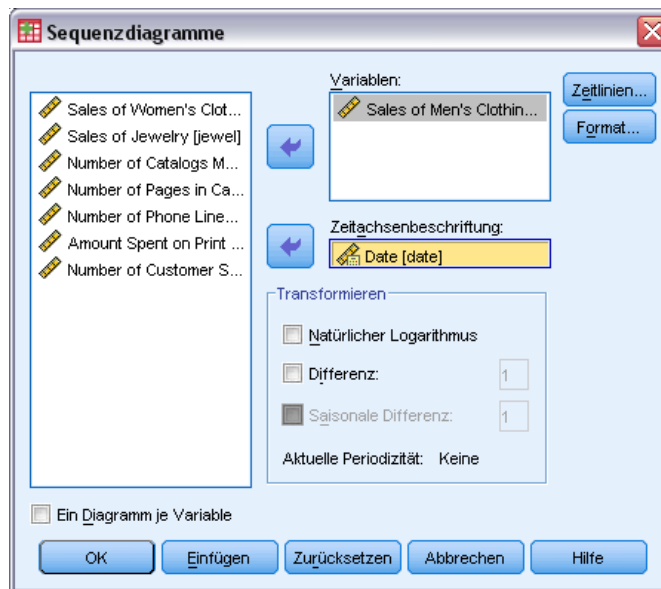 Sequenzdiagramme
Sales of Women's Clot...
Sales of Jewelry [jewel]
Number of Catalogs M...
Number of Pages in Ca...
Number of Phone Line...
Amount Spent on Print ...
Number of Customer S...
Variablen:
Sales of Men's Clothin...
Zeitlinien...
Format...
Zeitachsenbeschriftung:
Date [date]
Transformieren
Natürlicher Logarithmus
Differenz: 1
Saisonale Differenz: 1
Aktuelle Periodizität: Keine
Ein Diagramm je Variable
OK Einfügen Zurücksetzen Abbrechen Hilfe